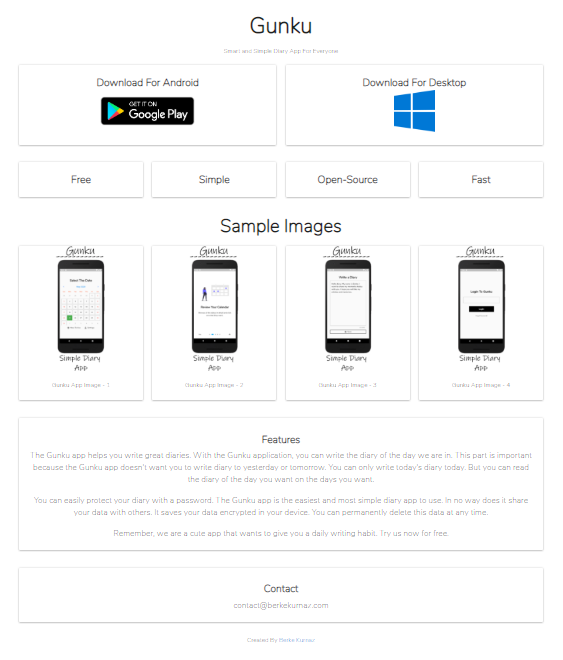 Gunku
Smart and Simple Diary App For Everyone
Download For Android
GET IT ON
Google Play
Download For Desktop
Free
Simple
Open-Source
Fast
Sample Images
Gunku
Gunku
Gunku
Gunku
Select The Date
Write a Diary
Login To Gunku
Simple Diary
App
Simple Diary
App
Simple Diary
App
Simple Diary
App
Gunku App Image - 1
Gunku App Image - 2
Gunku App Image - 3
Gunku App Image - 4
Features
The Gunku app helps you write great diaries. With the Gunku application, you can write the diary of the day we are in. This part is important
because the Gunku app doesn't want you to write diary to yesterday or tomorrow. You can only write today's diary today. But you can read
the diary of the day you want on the days you want.
You can easily protect your diary with a password. The Gunku app is the easiest and most simple diary app to use. In no way does it share
your data with others. It saves your data encrypted in your device. You can permanently delete this data at any time.
Remember, we are a cute app that wants to give you a daily writing habit. Try us now for free.
Contact
contact@berkekurnaz.com
Created By Berke Kurnaz